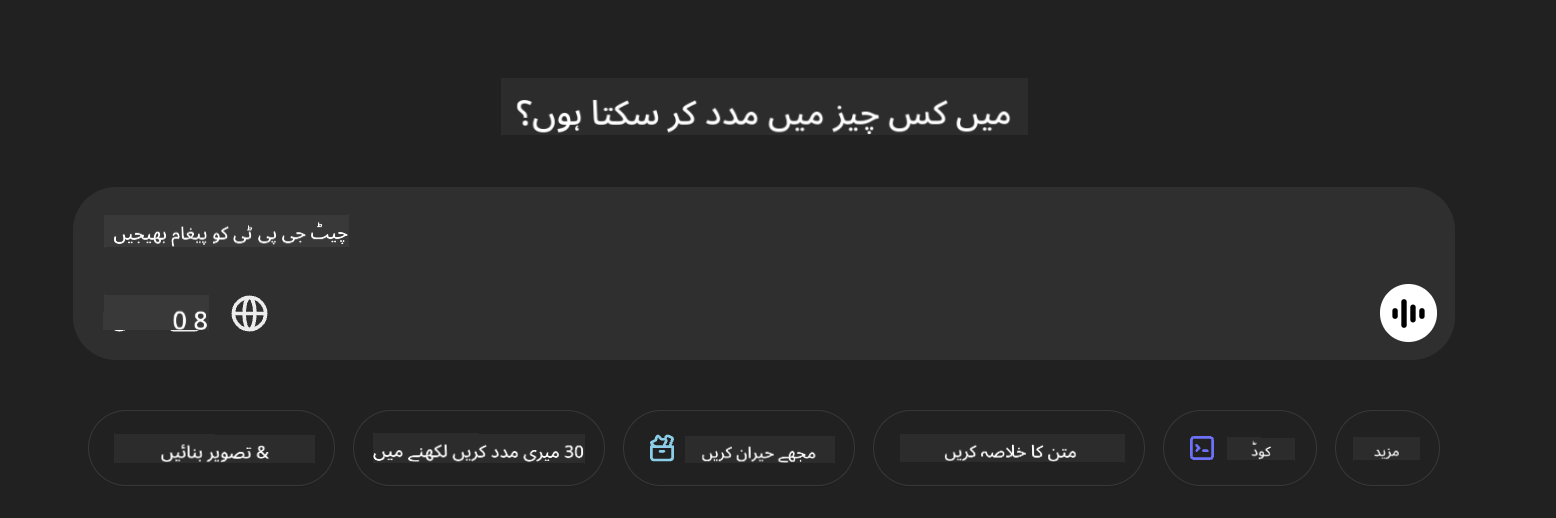 میں کس چیز میں مدد کر سکتا ہوں؟
چیٹ جی پی ٹی کو پیغام بھیجیں
0 8
& تصویر بنائیں
30 میری مدد کریں لکھنے میں
مجھے حیران کریں
متن کا خلاصہ کریں
کوڈ
مزید